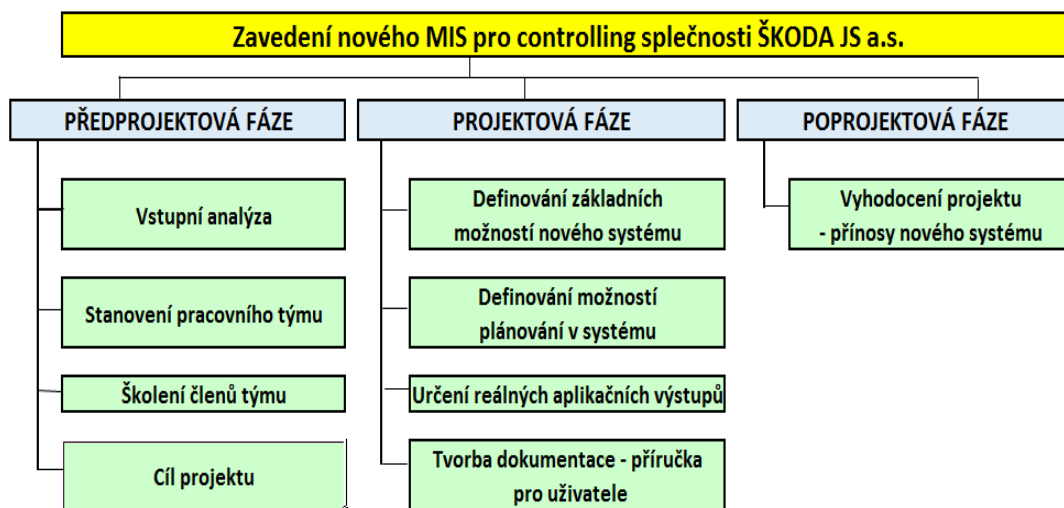 Zavedení nového MIS pro controlling splečnosti ŠKODA JS a.s.
PŘEDPROJEKTOVÁ FÁZE
Vstupní analýza
Stanovení pracovního týmu
Školení členů týmu
Cíl projektu
PROJEKTOVÁ FÁZE
Definování základních
možností nového systému
Definování možností
plánování v systému
Určení reálných aplikačních výstupů
Tvorba dokumentace - příručka
pro uživatele
POPROJEKTOVÁ FÁZE
Vyhodocení projektu
- přínosy nového systému